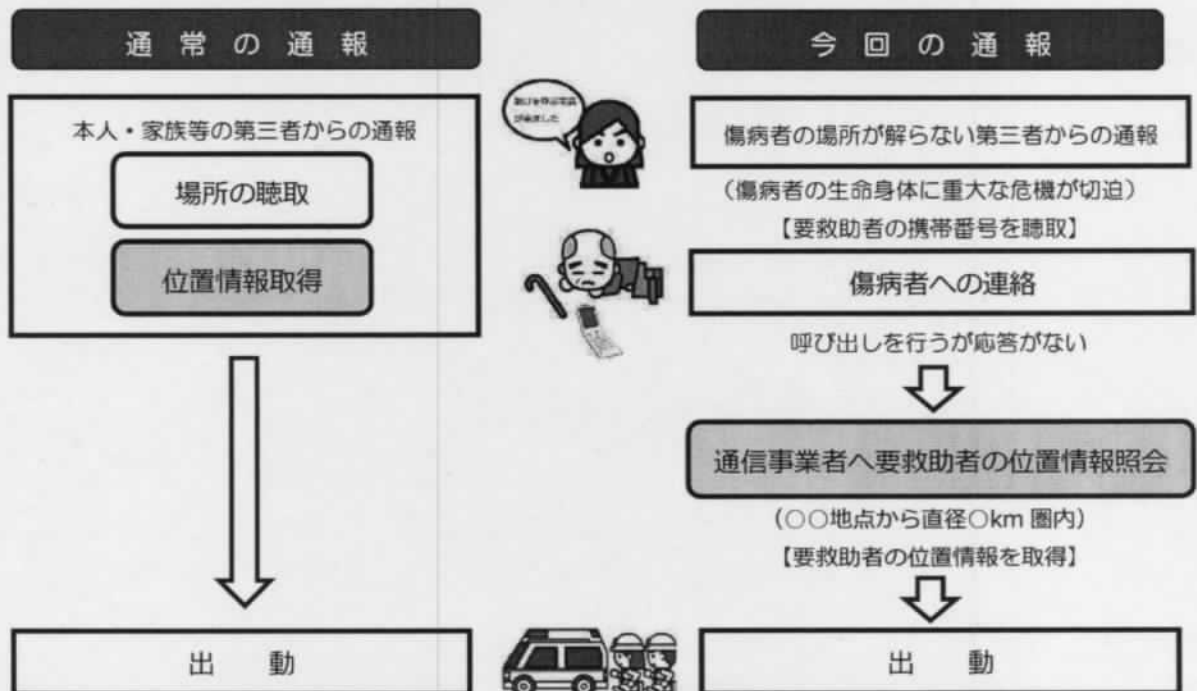 通常の通報
本人・家族等の第三者からの通報
場所の聴取
位置情報取得
出動
今回の通報
傷病者の場所が解らない第三者からの通報
（傷病者の生命身体に重大な危機が切迫）
【要救助者の携帯番号を聴取】
傷病者への連絡
呼び出しを行うが応答がない
通信事業者へ要救助者の位置情報照会
（○○地点から直径○km 圏内）
【要救助者の位置情報を取得】
出動